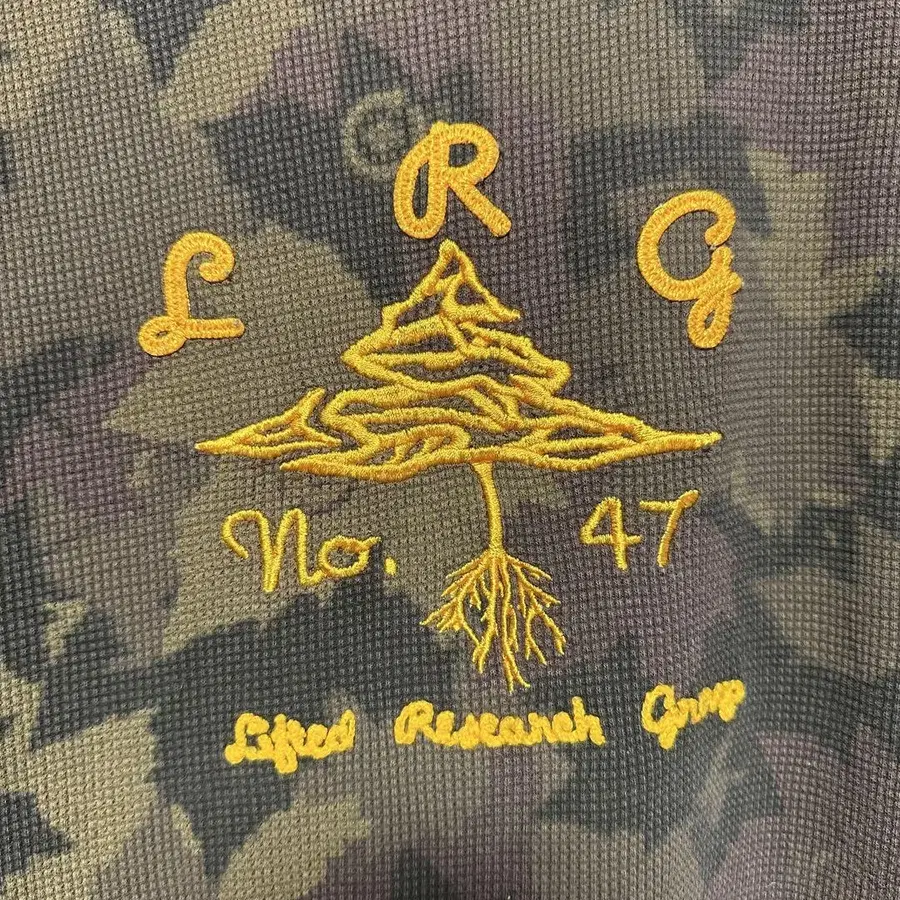 L R G
No. 47
Lifted Research Group